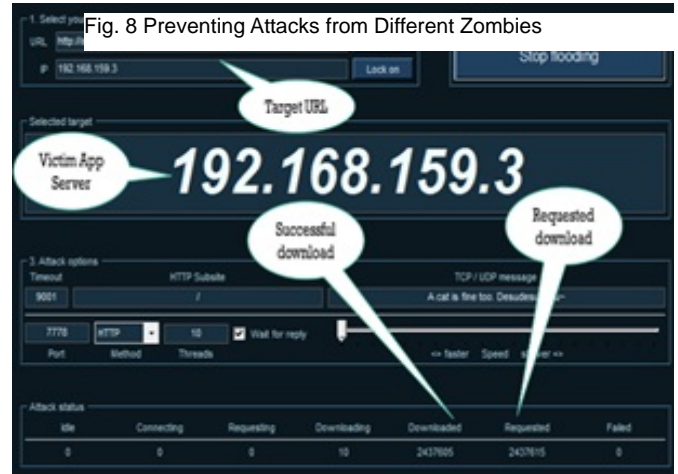 Fig. 8 Preventing Attacks from Different Zombies
1. Select you
URL
IP 192.168.159.3 Lock on
Stop flooding
Target URL
Selected target
Victim App
Server
192.168.159.3
Successful
download
Requested
download
3. Attack options
Timeout HTTP Subsite TCP / UDP message
9001 / A cat is fine too.
7778 HTTP 10 Wait for reply
Port Method Threads <= faster Speed
Attack status
Idle Connecting Requesting Downloading Downloaded Requested Failed
0 0 0 10 2437605 2437615 0